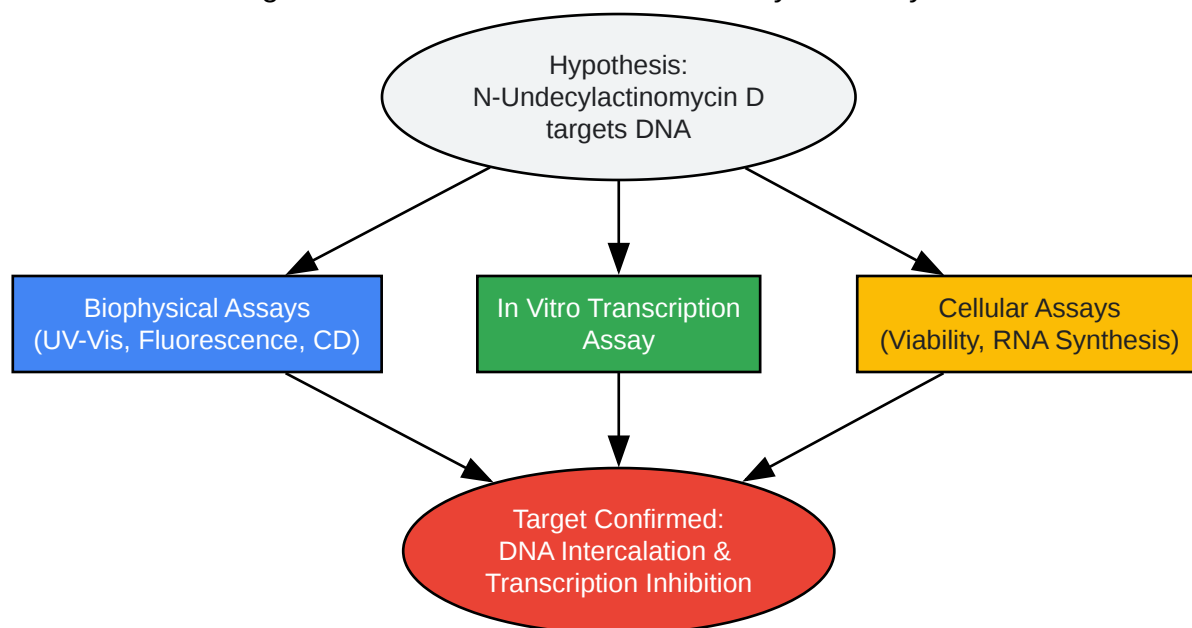 Hypothesis:
N-Undecylactinomycin D
targets DNA
Biophysical Assays
(UV-Vis, Fluorescence, CD)
In Vitro Transcription
Assay
Cellular Assays
(Viability, RNA Synthesis)
Target Confirmed:
DNA Intercalation &
Transcription Inhibition